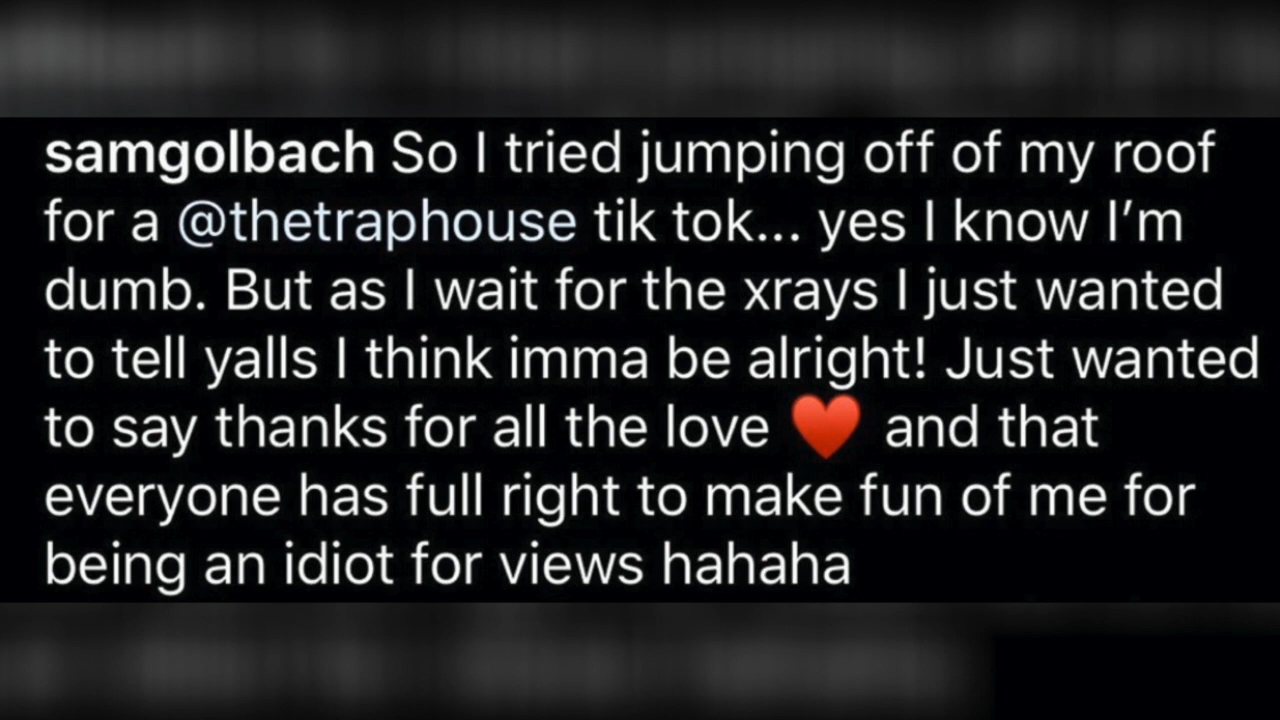 samgolbach So I tried jumping off of my roof
for a @thetraphouse tik tok... yes I know I’m
dumb. But as I wait for the xrays I just wanted
to tell yalls I think imma be alright! Just wanted
to say thanks for all the love ❤️ and that
everyone has full right to make fun of me for
being an idiot for views hahaha